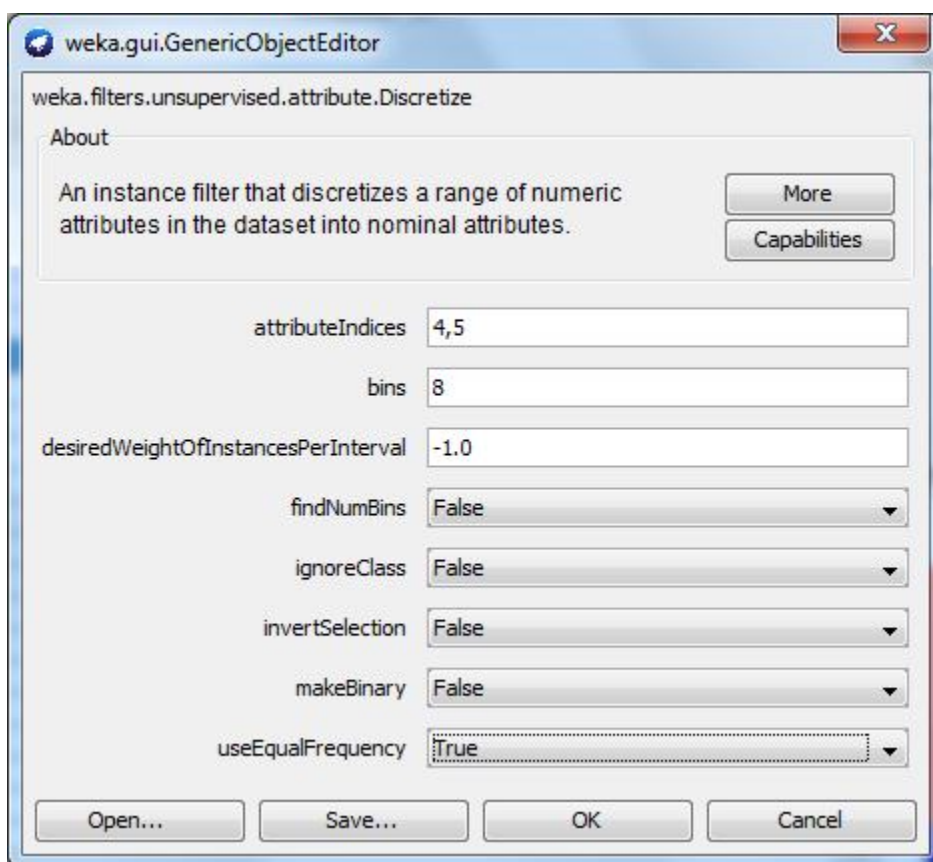 weka.gui.GenericObjectEditor
weka.filters.unsupervised.attribute.Discretize
About
An instance filter that discretizes a range of numeric
attributes in the dataset into nominal attributes.
More
Capabilities
attributeIndices 4,5
bins 8
desiredWeightOfInstancesPerInterval -1.0
findNumBins False
ignoreClass False
invertSelection False
makeBinary False
useEqualFrequency True
Open... Save... OK Cancel